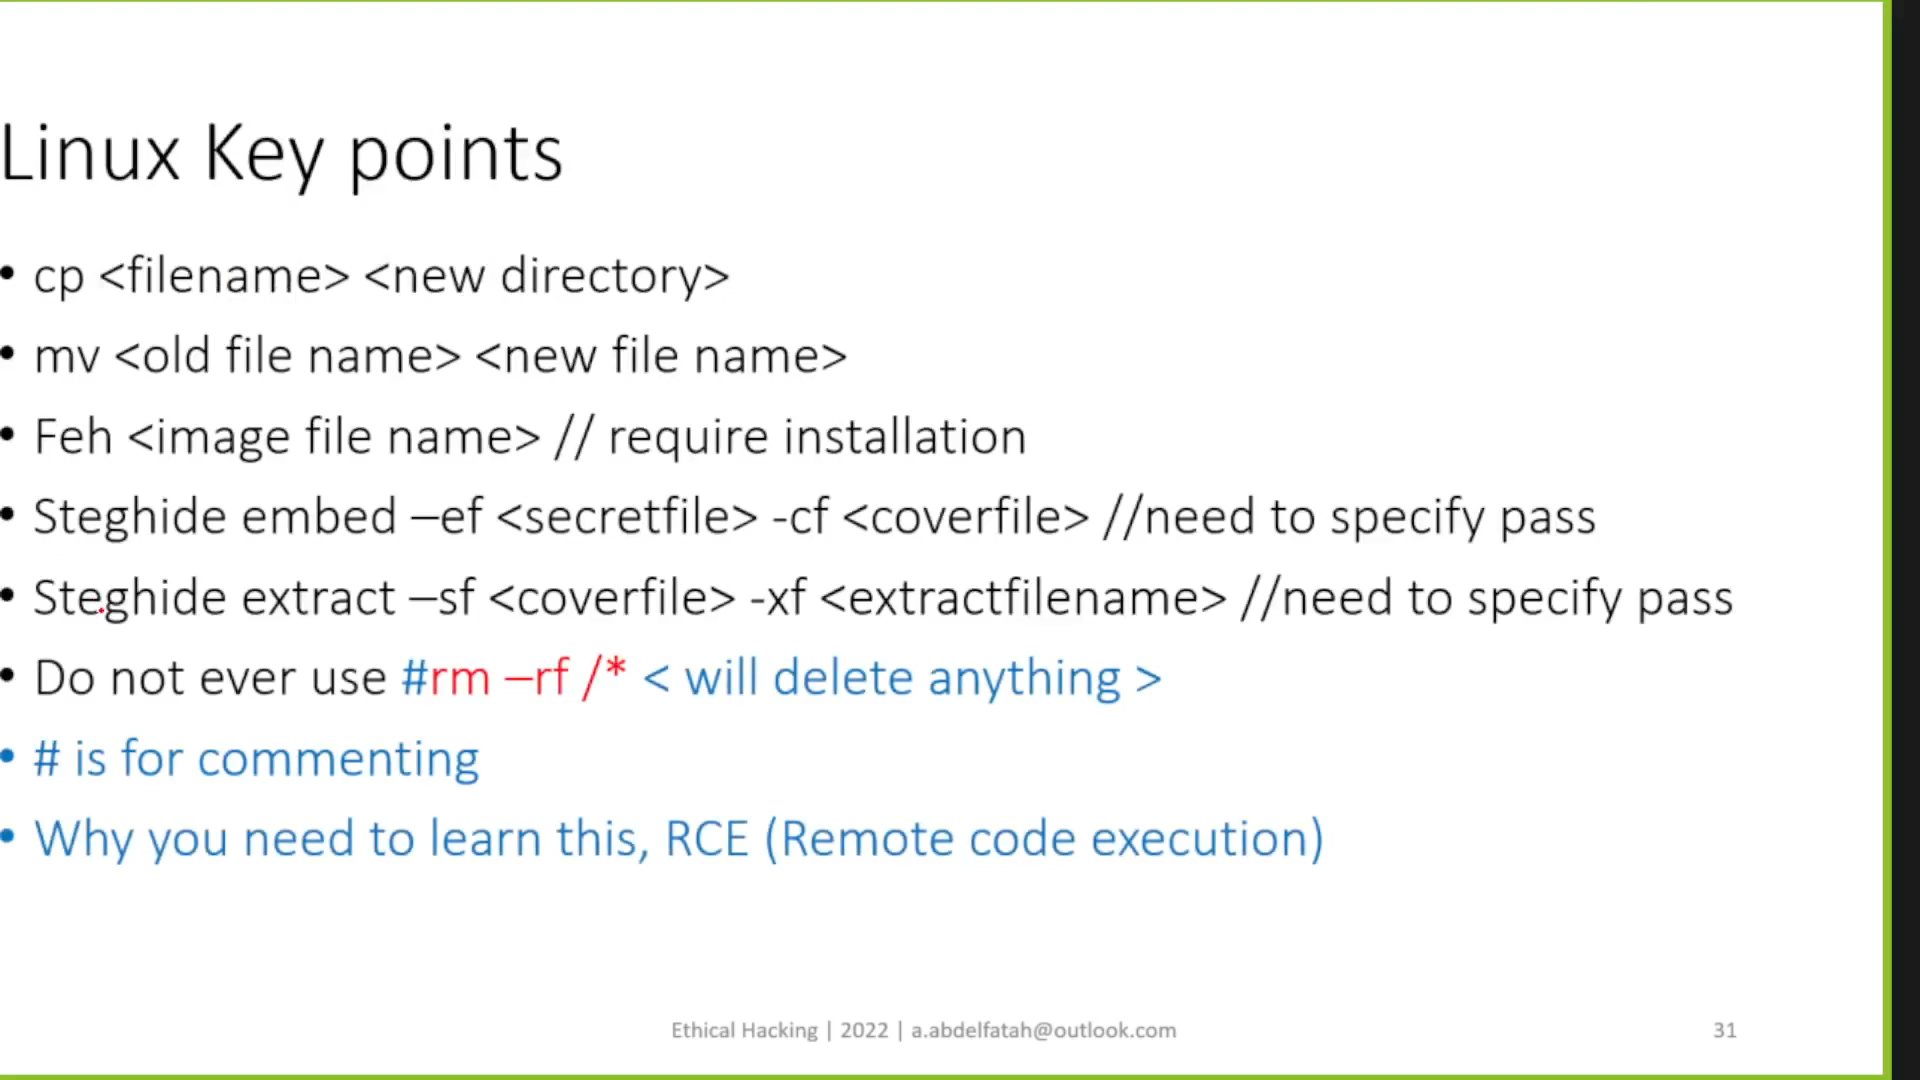 Linux Key points
• cp <filename> <new directory>
• mv <old file name> <new file name>
• Feh <image file name> // require installation
• Steghide embed –ef <secretfile> -cf <coverfile> //need to specify pass
• Steghide extract –sf <coverfile> -xf <extractfilename> //need to specify pass
• Do not ever use #rm –rf /* < will delete anything >
• # is for commenting
• Why you need to learn this, RCE (Remote code execution)
Ethical Hacking | 2022 | a.abdelfatah@outlook.com
31